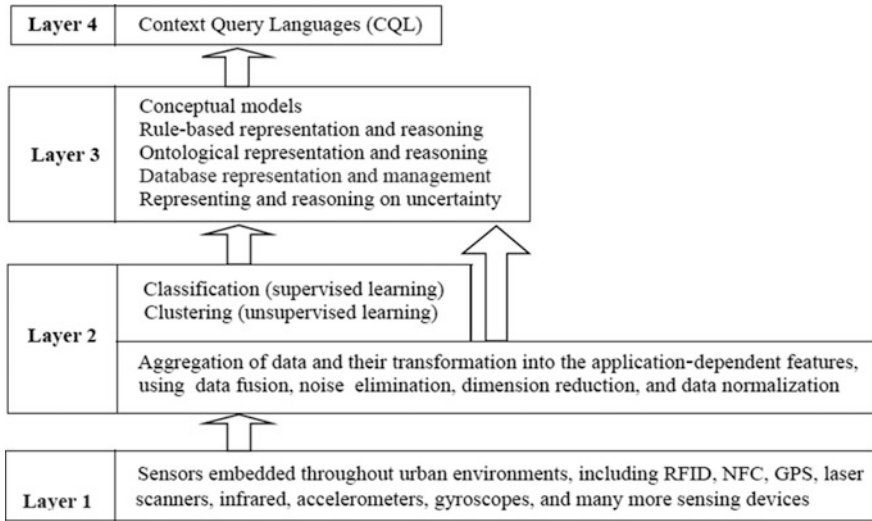 Layer 4
Context Query Languages (CQL)
Layer 3
Conceptual models
Rule-based representation and reasoning
Ontological representation and reasoning
Database representation and management
Representing and reasoning on uncertainty
Layer 2
Classification (supervised learning)
Clustering (unsupervised learning)
Aggregation of data and their transformation into the application-dependent features,
using data fusion, noise elimination, dimension reduction, and data normalization
Layer 1
Sensors embedded throughout urban environments, including RFID, NFC, GPS, laser
scanners, infrared, accelerometers, gyroscopes, and many more sensing devices